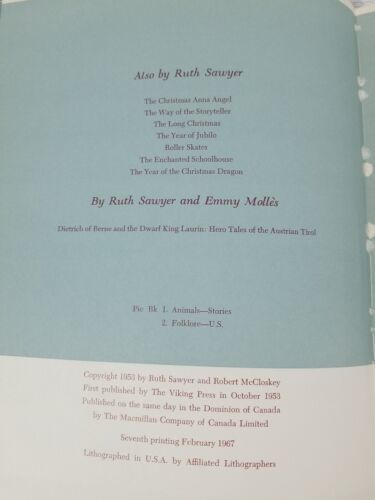 Also by Ruth Sawyer
The Christmas Anna Angel
The Way of the Storyteller
The Long Christmas
The Year of Jubilo
Roller Skates
The Enchanted Schoolhouse
The Year of the Christmas Dragon
By Ruth Sawyer and Emmy Mollès
Dietrich of Berne and the Dwarf King Laurin: Hero Tales of the Austrian Tirol
Pic Bk 1. Animals—Stories
2. Folklore—U.S.
Copyright 1953 by Ruth Sawyer and Robert McCloskey
First published by The Viking Press in October 1953
Published on the same day in the Dominion of Canada
by The Macmillan Company of Canada Limited
Seventh printing February 1967
Lithographed in U.S.A. by Affiliated Lithographers